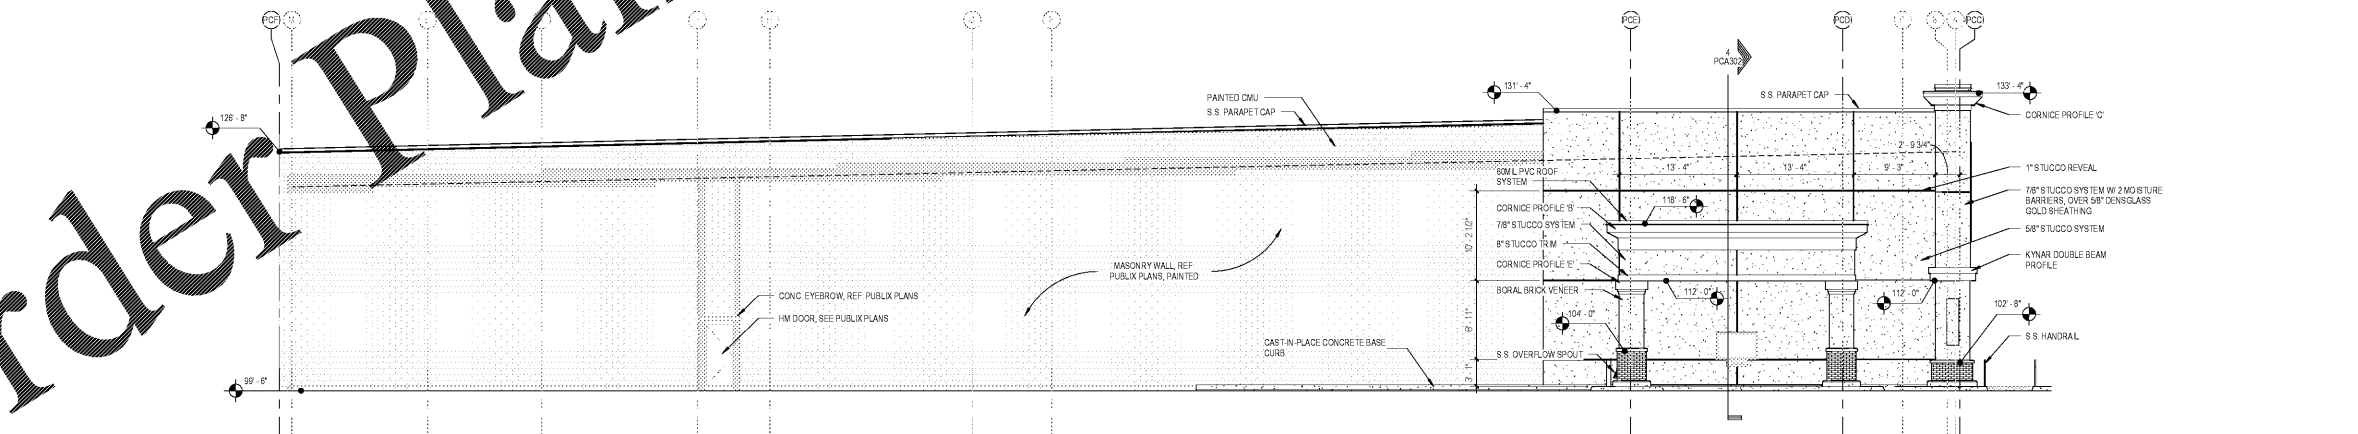 rder Plan
PCF
PCE
PCD
PCC
4
PCA302
131' - 4"
S.S. PARAPET CAP
133' - 4"
PAINTED CMU
S.S. PARAPET CAP
CORNICE PROFILE 'C'
126' - 8"
2' - 9 3/4"
13' - 4"
13' - 4"
9' - 3"
1" STUCCO REVEAL
60MIL PVC ROOF
SYSTEM
7/8" STUCCO SYSTEM W/ 2 MOISTURE
BARRIERS, OVER 5/8" DENSGLASS
GOLD SHEATHING
118' - 6"
CORNICE PROFILE 'B'
7/8" STUCCO SYSTEM
5/8" STUCCO SYSTEM
10' - 2 1/2"
8" STUCCO TRIM
KYNAR DOUBLE BEAM
PROFILE
MASONRY WALL, REF
PUBLIX PLANS, PAINTED
CORNICE PROFILE 'E'
BORAL BRICK VENEER
112' - 0"
112' - 0"
CONC. EYEBROW, REF. PUBLIX PLANS
102' - 8"
104' - 0"
HM DOOR, SEE PUBLIX PLANS
8' - 11"
S.S. HANDRAIL
CAST-IN-PLACE CONCRETE BASE
CURB
S.S. OVERFLOW SPOUT
3' - 1"
99' - 6"